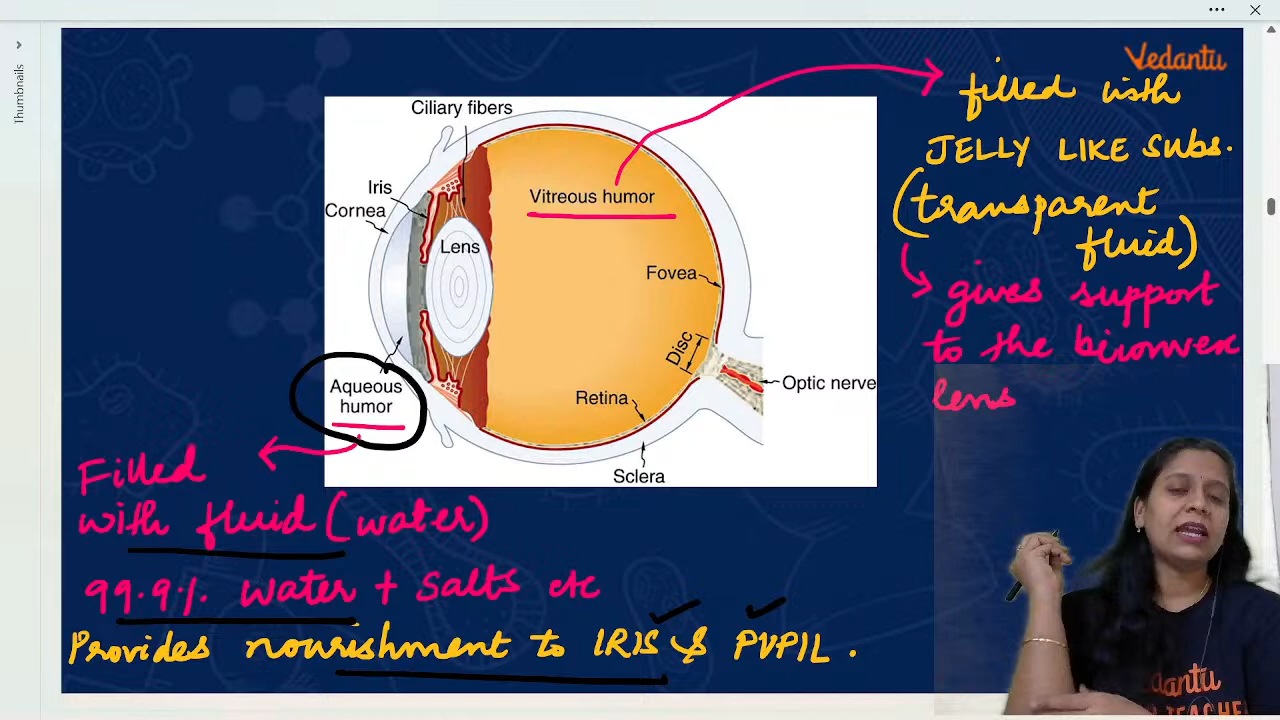 Thumbnails
Vedantu
filled with
JELLY LIKE SUBS.
(transparent
fluid)
gives support
to the biconvex
lens
Ciliary fibers
Iris
Cornea
Lens
Vitreous humor
Fovea
Disc
Optic nerve
Retina
Sclera
Aqueous
humor
Filled
with fluid (water)
99.9% Water + Salts etc
Provides nourishment to IRIS & PUPIL.
edantu